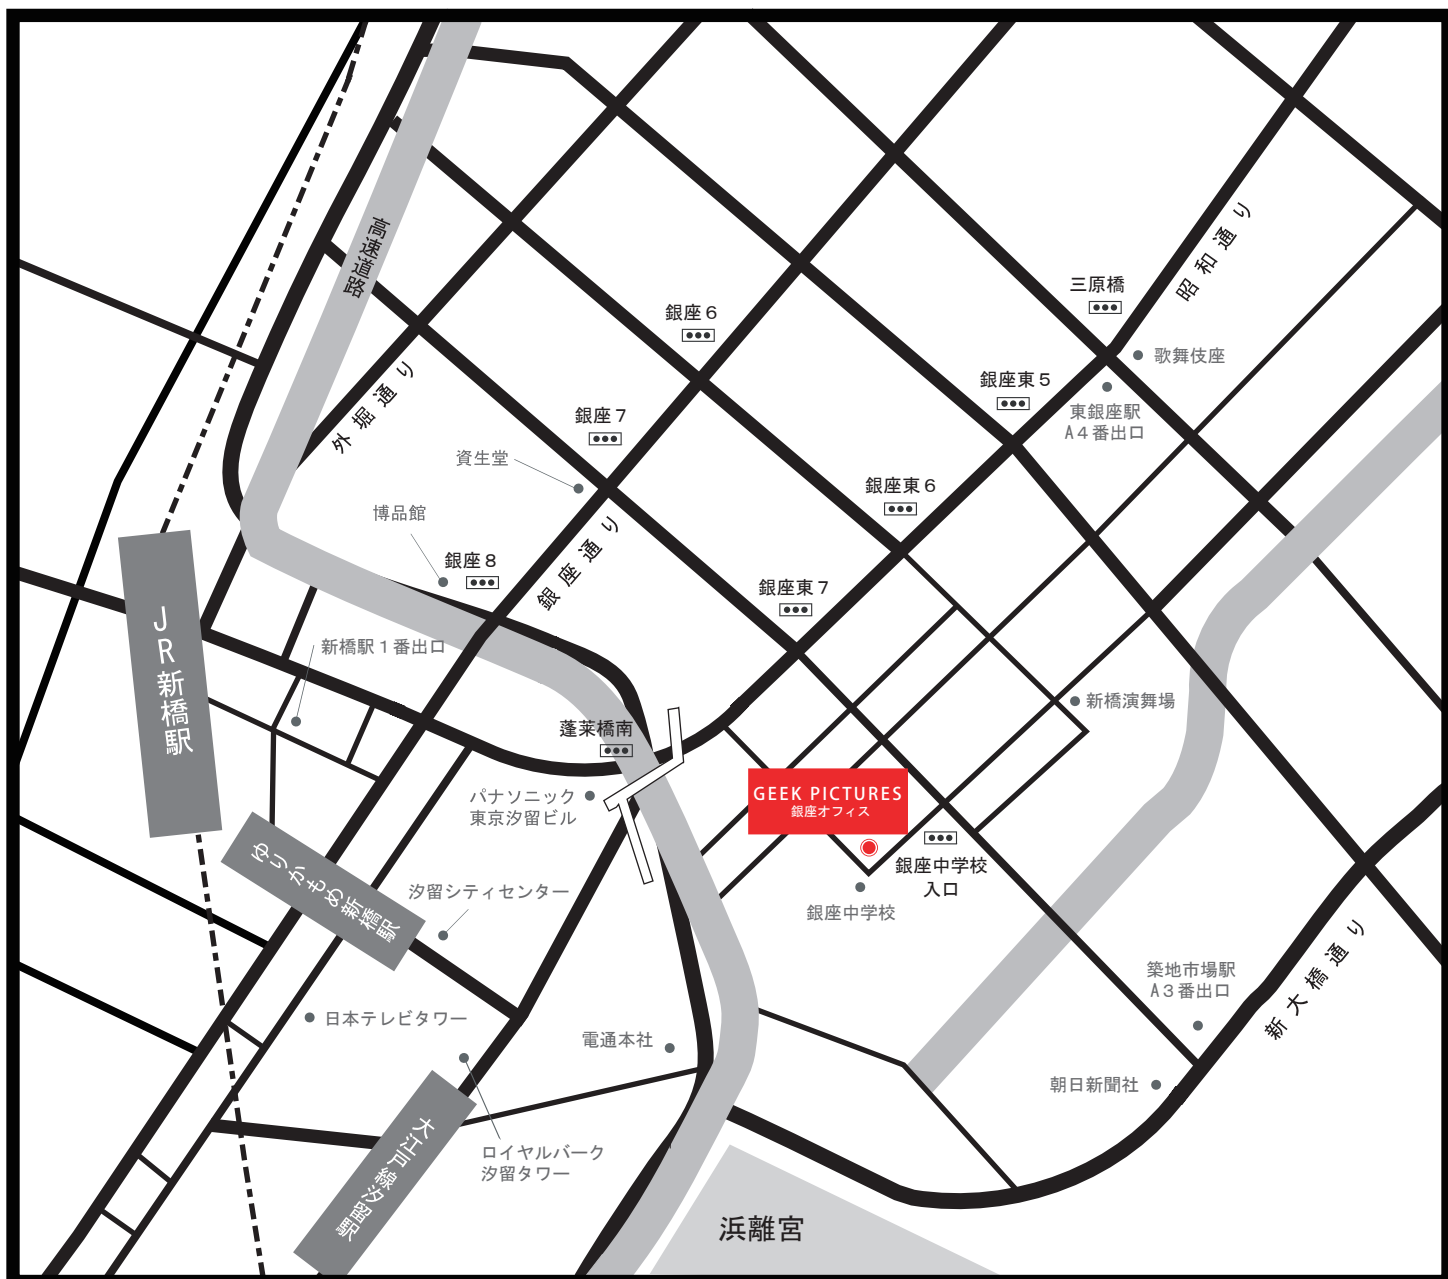 高速道路
昭和通り
三原橋
歌舞伎座
東銀座駅
A4番出口
銀座6
銀座東5
外堀通り
銀座7
資生堂
銀座東6
博品館
銀座8
銀座通り
銀座東7
JR新橋駅
新橋駅1番出口
新橋演舞場
蓬莱橋南
パナソニック
東京汐留ビル
GEEK PICTURES
銀座オフィス
ゆりかもめ新橋駅
汐留シティセンター
銀座中学校
入口
銀座中学校
新大橋通り
築地市場駅
A3番出口
日本テレビタワー
電通本社
朝日新聞社
大江戸線汐留駅
ロイヤルパーク
汐留タワー
浜離宮